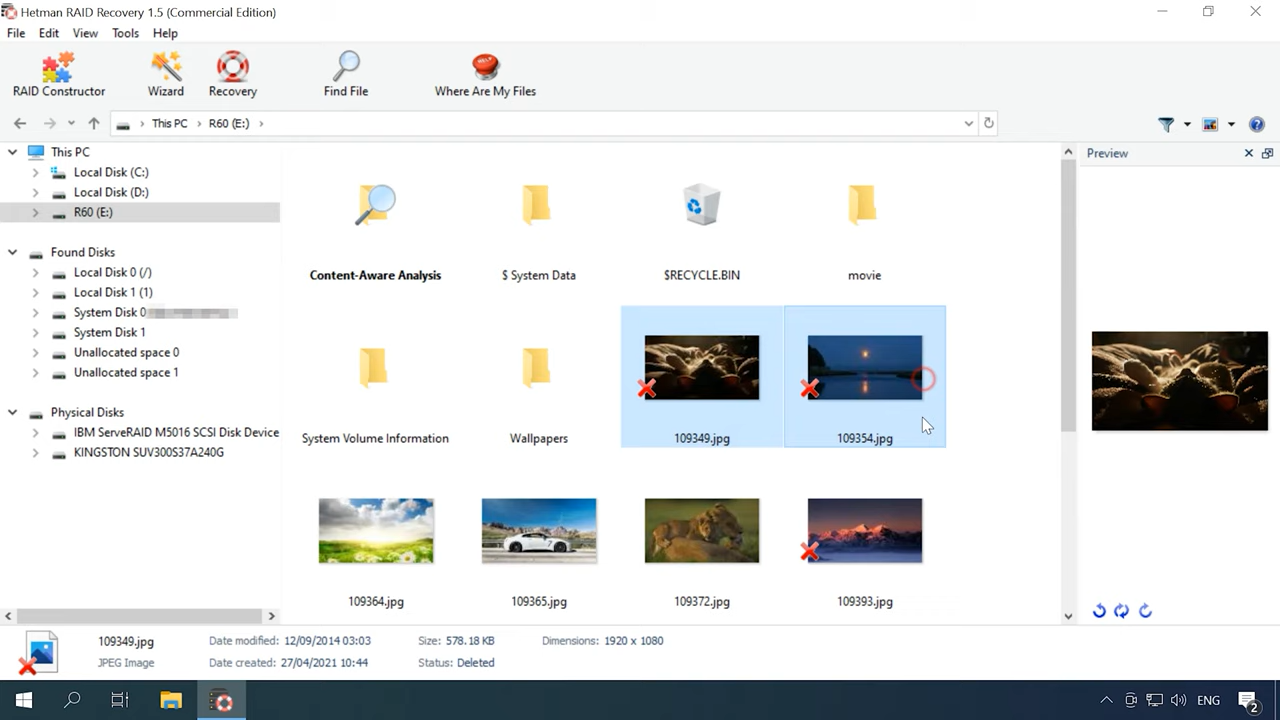 Hetman RAID Recovery 1.5 (Commercial Edition)
File Edit View Tools Help
RAID Constructor Wizard Recovery Find File Where Are My Files
This PC > R60 (E:) >
This PC
Local Disk (C:)
Local Disk (D:)
R60 (E:)
Found Disks
Local Disk 0 (/)
Local Disk 1 (1)
System Disk 0
System Disk 1
Unallocated space 0
Unallocated space 1
Physical Disks
IBM ServeRAID M5016 SCSI Disk Device
KINGSTON SUV300S37A240G
Content-Aware Analysis $ System Data $RECYCLE.BIN movie
System Volume Information Wallpapers 109349.jpg 109354.jpg
109364.jpg 109365.jpg 109372.jpg 109393.jpg
Preview
109349.jpg Date modified: 12/09/2014 03:03 Size: 578.18 KB Dimensions: 1920 x 1080
JPEG Image Date created: 27/04/2021 10:44 Status: Deleted
ENG 2